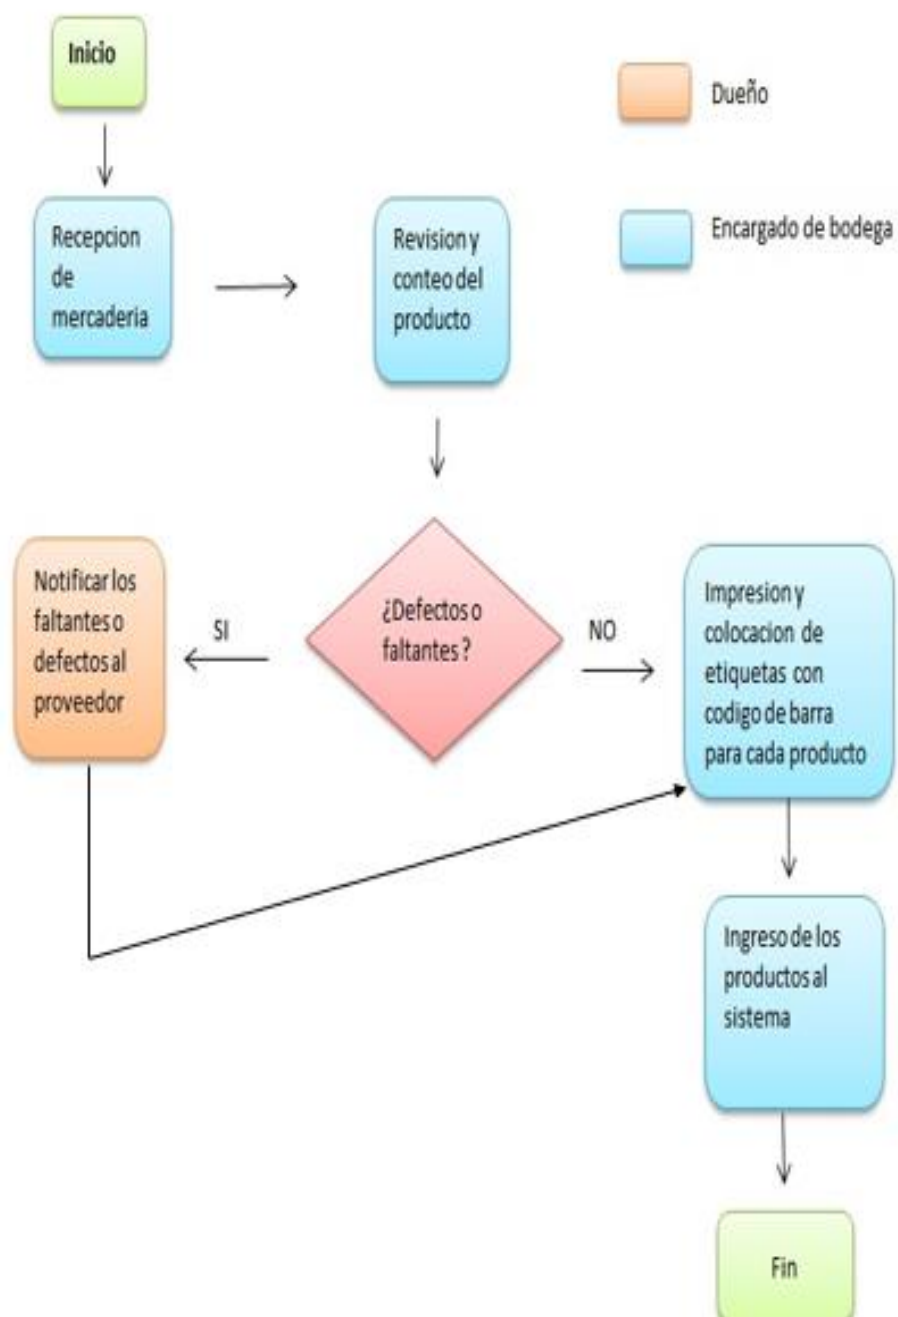 Inicio
Dueño
Recepcion
de
mercaderia
Revision y
conteo del
producto
Encargado de bodega
Notificar los
faltantes o
defectos al
proveedor
SI
¿Defectos o
faltantes ?
NO
Impresion y
colocacion de
etiquetas con
codigo de barra
para cada producto
Ingreso de los
productos al
sistema
Fin